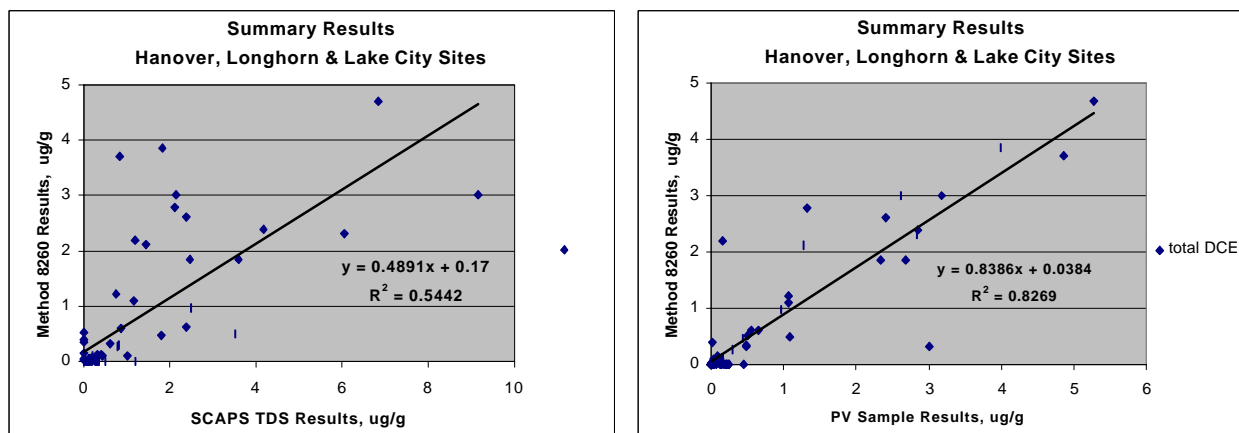 Summary Results
Hanover, Longhorn & Lake City Sites
Method 8260 Results, ug/g
5
4
3
2
1
0
y = 0.4891x + 0.17
R2 = 0.5442
0 2 4 6 8 10
SCAPS TDS Results, ug/g
Summary Results
Hanover, Longhorn & Lake City Sites
Method 8260 Results, ug/g
5
4
3
2
1
0
y = 0.8386x + 0.0384
R2 = 0.8269
0 1 2 3 4 5 6
PV Sample Results, ug/g
total DCE